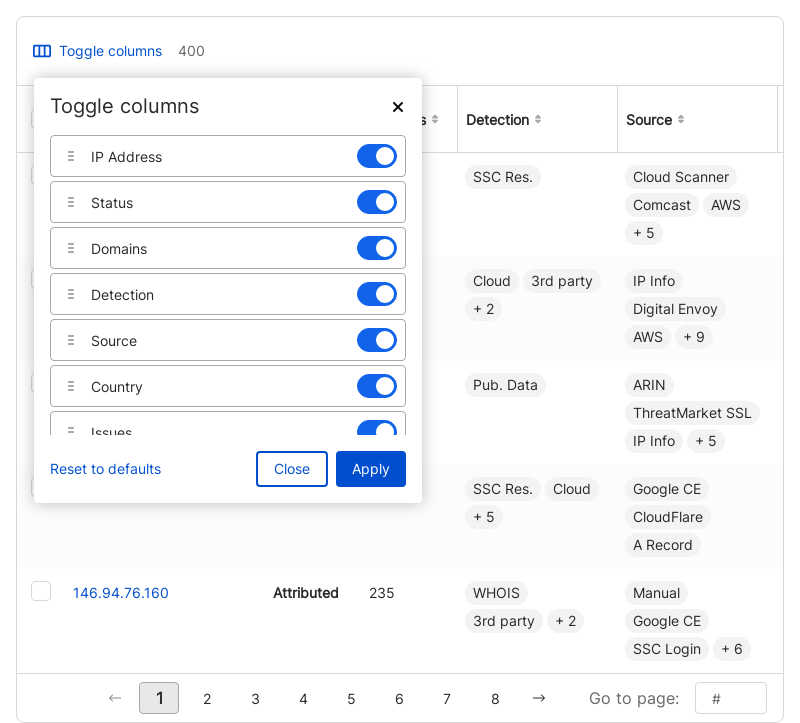 Toggle columns 400
Toggle columns
s Detection Source
IP Address
Status
Domains
Detection
Source
Country
Issues
Reset to defaults Close Apply
SSC Res. Cloud Scanner
Comcast AWS
+ 5
Cloud 3rd party IP Info
+ 2 Digital Envoy
AWS + 9
Pub. Data ARIN
ThreatMarket SSL
IP Info + 5
SSC Res. Cloud Google CE
+ 5 CloudFlare
A Record
146.94.76.160 Attributed 235 WHOIS Manual
3rd party + 2 Google CE
SSC Login + 6
← 1 2 3 4 5 6 7 8 → Go to page: #